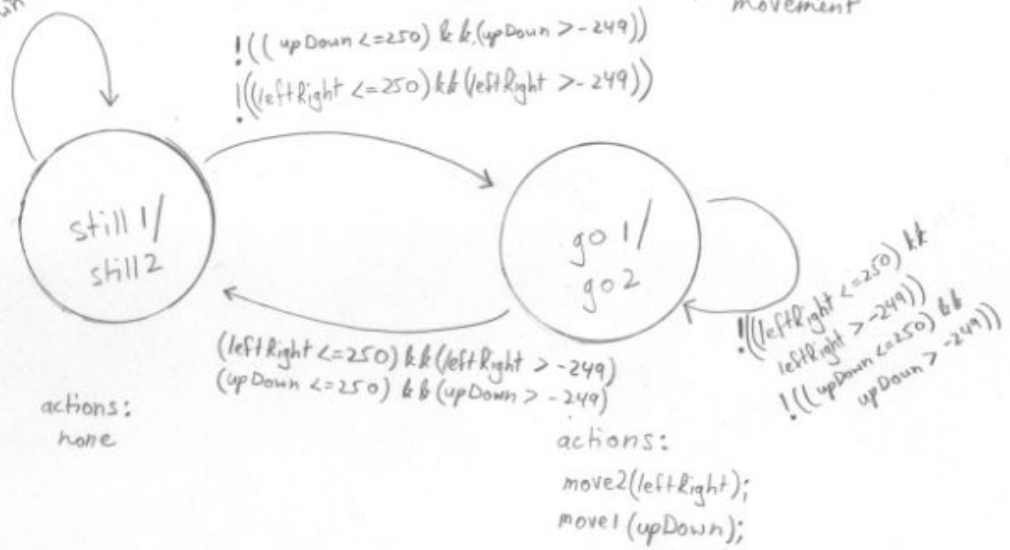 movement
!((upDown <=250) && (upDown >-249))
!((leftRight <=250) && (leftRight >-249))
still 1/
still 2
go 1/
go 2
!((leftRight <=250) &&
leftRight >-249))
!((upDown <=250) &&
upDown > -249))
(leftRight <=250) && (leftRight > -249)
(upDown <=250) && (upDown > -249)
actions:
none
actions:
move2(leftRight);
move1(upDown);